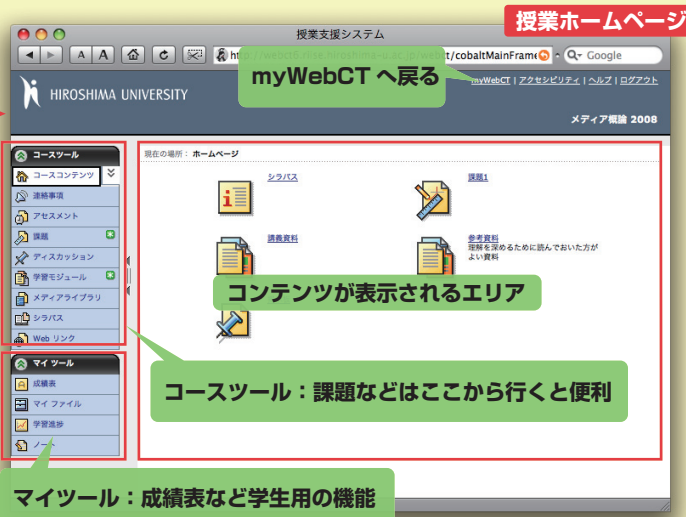 授業ホームページ
授業支援システム
A A
cobaltMainFrame
Google
myWebCT へ戻る
myWebCT | アクセシビリティ | ヘルプ | ログアウト
HIROSHIMA UNIVERSITY
メディア概論 2008
コースツール
コースコンテンツ
連絡事項
アセスメント
課題
ディスカッション
学習モジュール
メディアライブラリ
シラバス
Web リンク
マイ ツール
成績表
マイ ファイル
学習進捗
ノート
現在の場所： ホームページ
シラバス
課題1
講義資料
参考資料
理解を深めるために読んでおいた方が
よい資料
コンテンツが表示されるエリア
コースツール：課題などはここから行くと便利
マイツール：成績表など学生用の機能